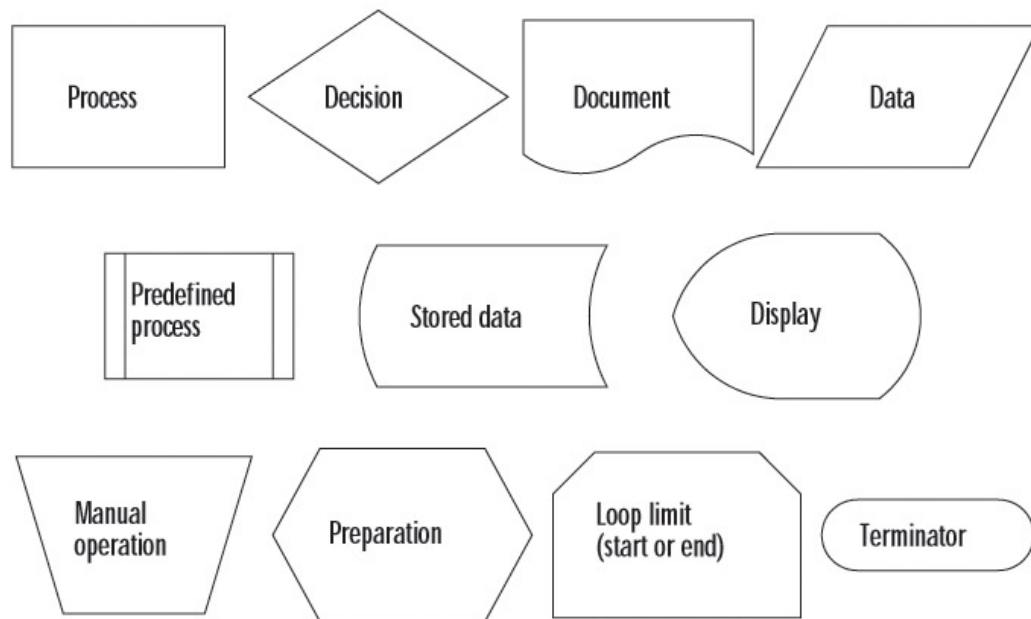 Process
Decision
Document
Data
Predefined
process
Stored data
Display
Manual
operation
Preparation
Loop limit
(start or end)
Terminator